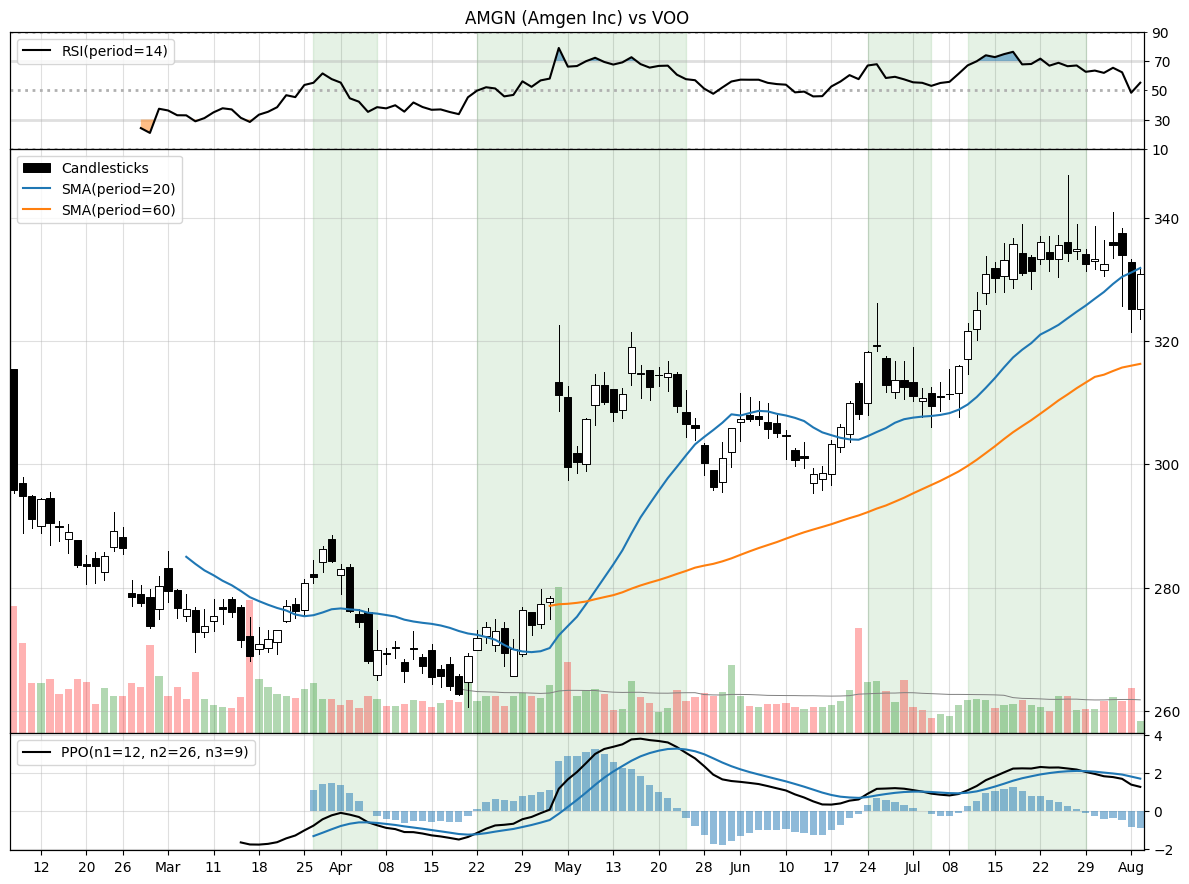 AMGN (Amgen Inc) vs VOO
RSI(period=14)
90
70
50
30
10
Candlesticks
SMA(period=20)
SMA(period=60)
340
320
300
280
260
PPO(n1=12, n2=26, n3=9)
4
2
0
−2
12 20 26 Mar 11 18 25 Apr 08 15 22 29 May 13 20 28 Jun 10 17 24 Jul 08 15 22 29 Aug